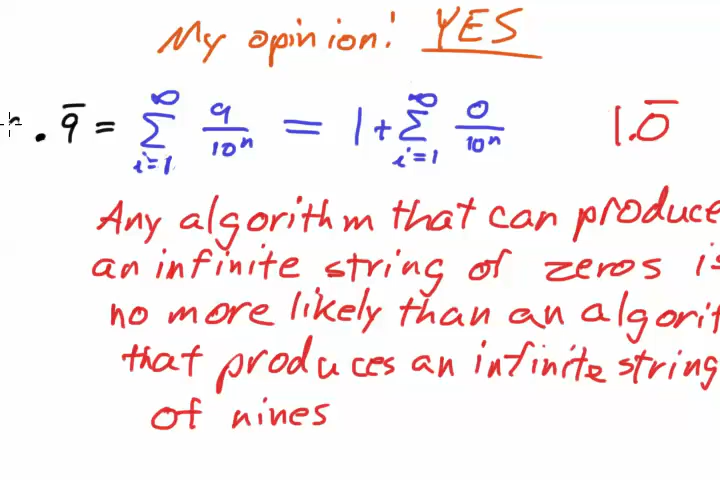 My opinion! YES
. 9̅ = ∞ Σ i=1 9/10ⁿ = 1 + ∞ Σ i=1 0/10ⁿ 1.0̅
Any algorithm that can produce
an infinite string of zeros is
no more likely than an algorit
that produces an infinite string
of nines